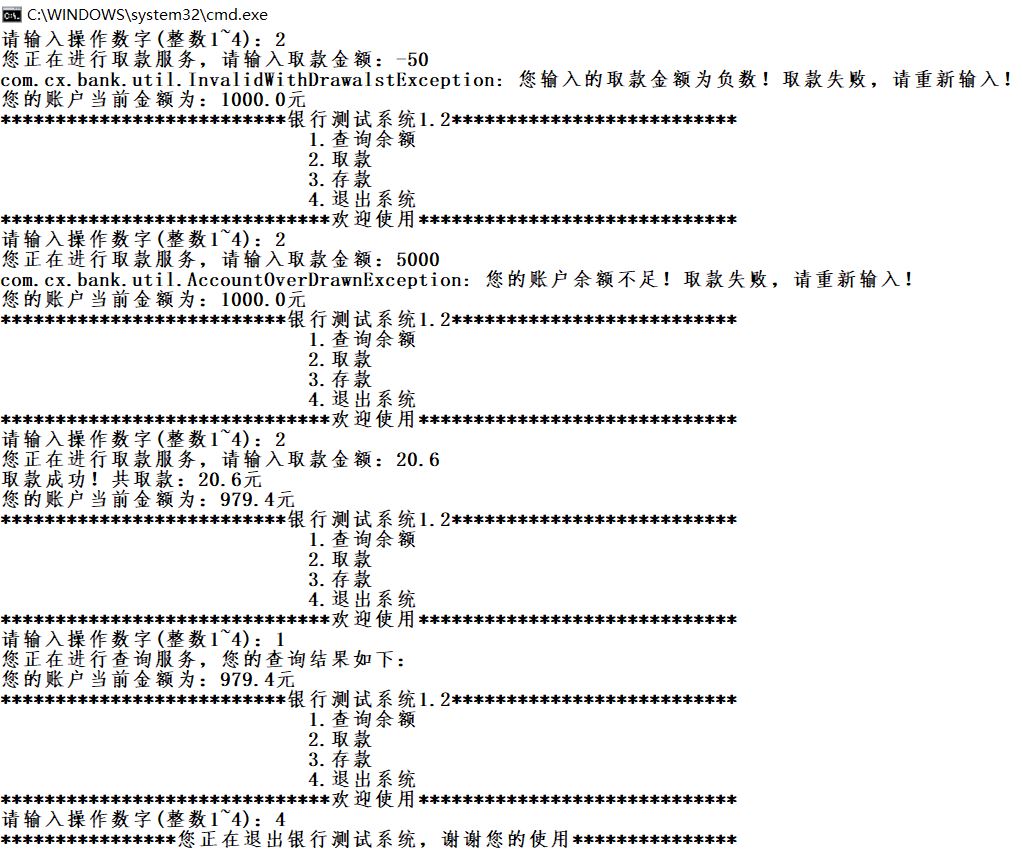 C:\WINDOWS\system32\cmd.exe
请输入操作数字(整数1~4): 2
您正在进行取款服务，请输入取款金额: -50
com.cx.bank.util.InvalidWithDrawalstException: 您输入的取款金额为负数！取款失败，请重新输入！
您的账户当前金额为: 1000.0元
**************************银行测试系统1.2**************************
1.查询余额
2.取款
3.存款
4.退出系统
******************************欢迎使用*****************************
请输入操作数字(整数1~4): 2
您正在进行取款服务，请输入取款金额: 5000
com.cx.bank.util.AccountOverDrawnException: 您的账户余额不足！取款失败，请重新输入！
您的账户当前金额为: 1000.0元
**************************银行测试系统1.2**************************
1.查询余额
2.取款
3.存款
4.退出系统
******************************欢迎使用*****************************
请输入操作数字(整数1~4): 2
您正在进行取款服务，请输入取款金额: 20.6
取款成功！共取款: 20.6元
您的账户当前金额为: 979.4元
**************************银行测试系统1.2**************************
1.查询余额
2.取款
3.存款
4.退出系统
******************************欢迎使用*****************************
请输入操作数字(整数1~4): 1
您正在进行查询服务，您的查询结果如下:
您的账户当前金额为: 979.4元
**************************银行测试系统1.2**************************
1.查询余额
2.取款
3.存款
4.退出系统
******************************欢迎使用*****************************
请输入操作数字(整数1~4): 4
****************您正在退出银行测试系统，谢谢您的使用***************